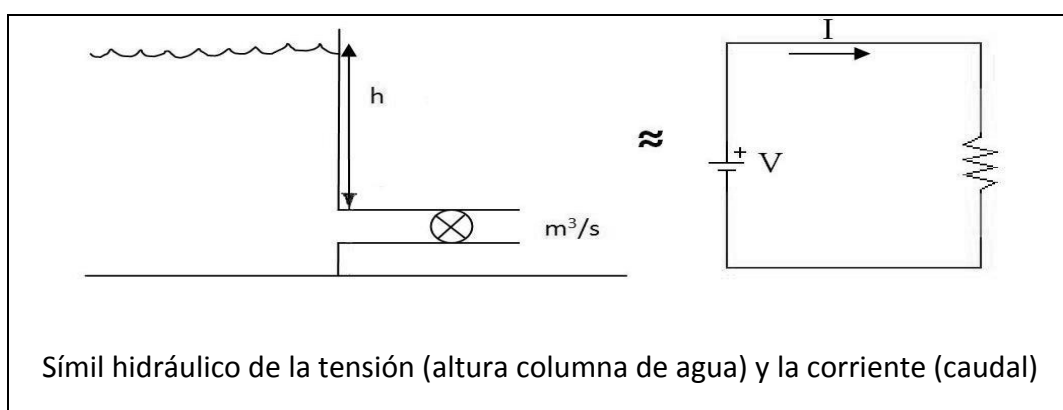 I
h
≈
+
V
m³/s
Símil hidráulico de la tensión (altura columna de agua) y la corriente (caudal)